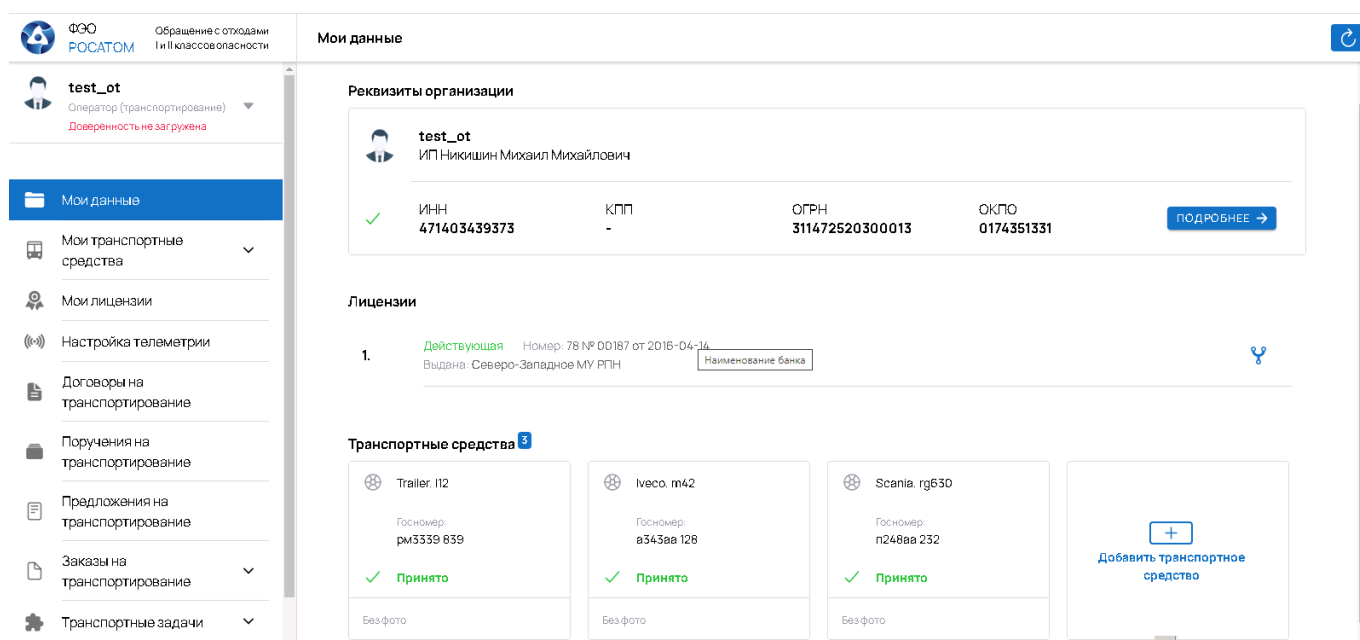 ФЭО
РОСАТОМ
Обращение с отходами
I и II классов опасности
Мои данные
test_ot
Оператор (транспортирование)
Доверенность не загружена
Мои данные
Мои транспортные
средства
Мои лицензии
Настройка телеметрии
Договоры на
транспортирование
Поручения на
транспортирование
Предложения на
транспортирование
Заказы на
транспортирование
Транспортные задачи
Реквизиты организации
test_ot
ИП Никишин Михаил Михайлович
ИНН
471403439373
КПП
-
ОГРН
311472520300013
ОКПО
0174351331
ПОДРОБНЕЕ
Лицензии
1.
Действующая Номер: 78 № 00187 от 2016-04-14
Выдана: Северо-Западное МУ РПН
Наименование банка
Транспортные средства 3
Trailer. l12
Госномер:
рм3339 839
Принято
Без фото
Iveco. m42
Госномер:
а343аа 128
Принято
Без фото
Scania. rg630
Госномер:
п248аа 232
Принято
Без фото
Добавить транспортное
средство